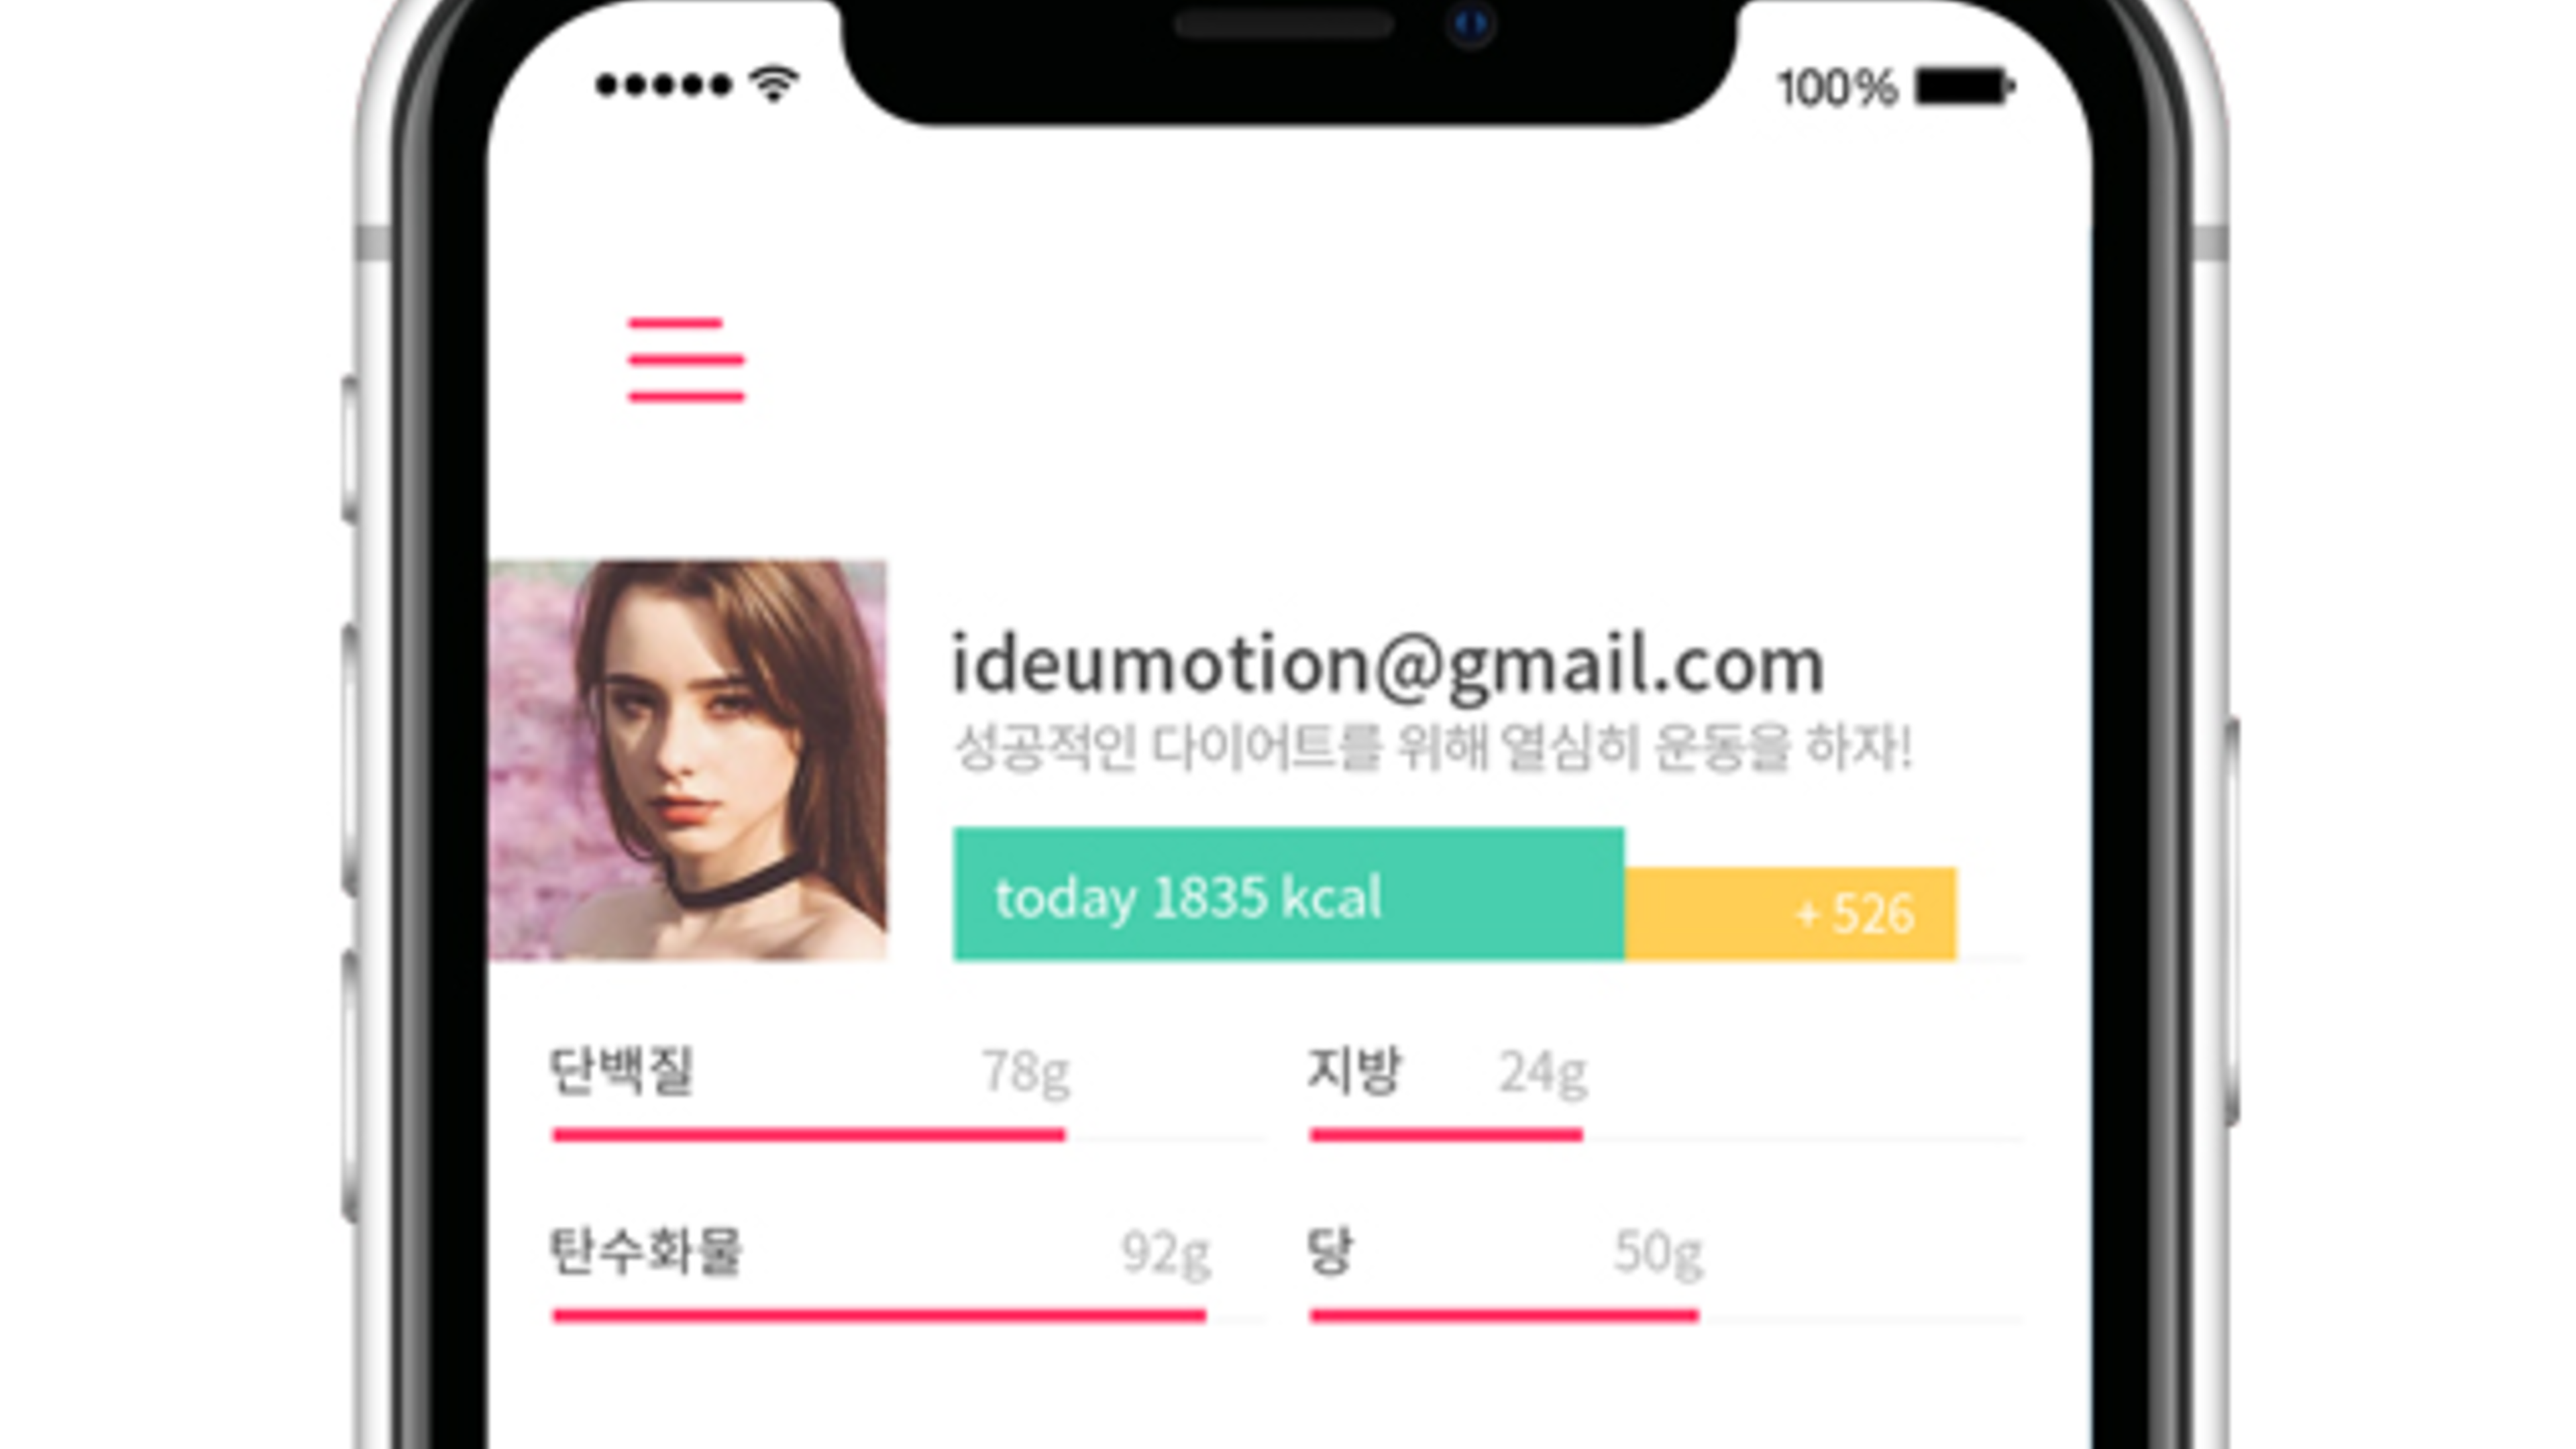 100%
ideumotion@gmail.com
성공적인 다이어트를 위해 열심히 운동을 하자!
today 1835 kcal
+ 526
단백질 78g
지방 24g
탄수화물 92g
당 50g